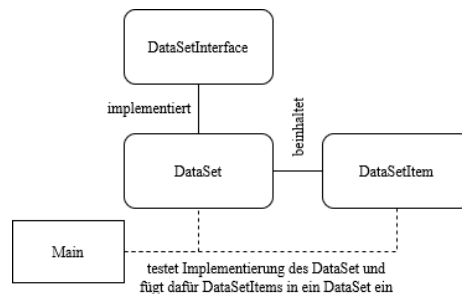 DataSetInterface
implementiert
beinhaltet
DataSet
DataSetItem
Main
testet Implementierung des DataSet und
fügt dafür DataSetItems in ein DataSet ein